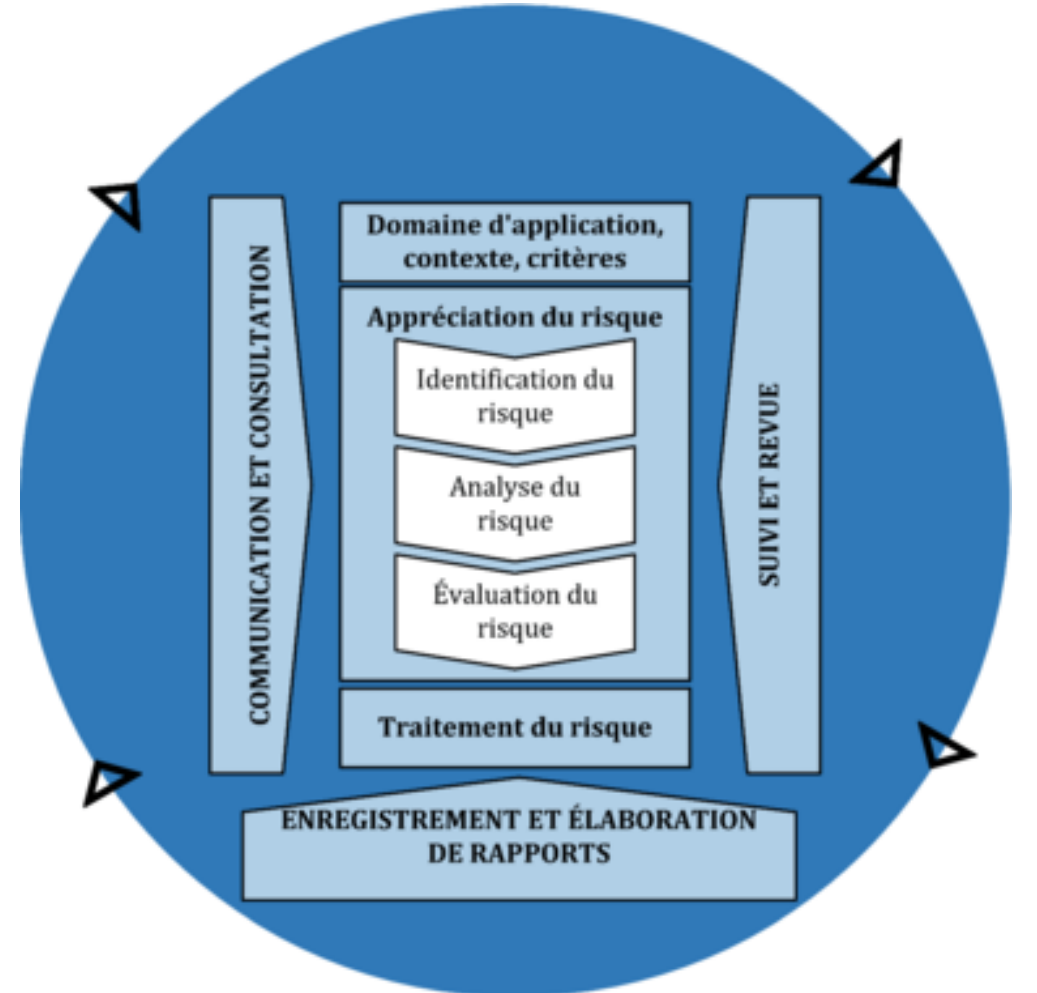 Domaine d'application,
contexte, critères
Appréciation du risque
Identification du
risque
Analyse du
risque
Évaluation du
risque
Traitement du risque
COMMUNICATION ET CONSULTATION
SUIVI ET REVUE
ENREGISTREMENT ET ÉLABORATION
DE RAPPORTS